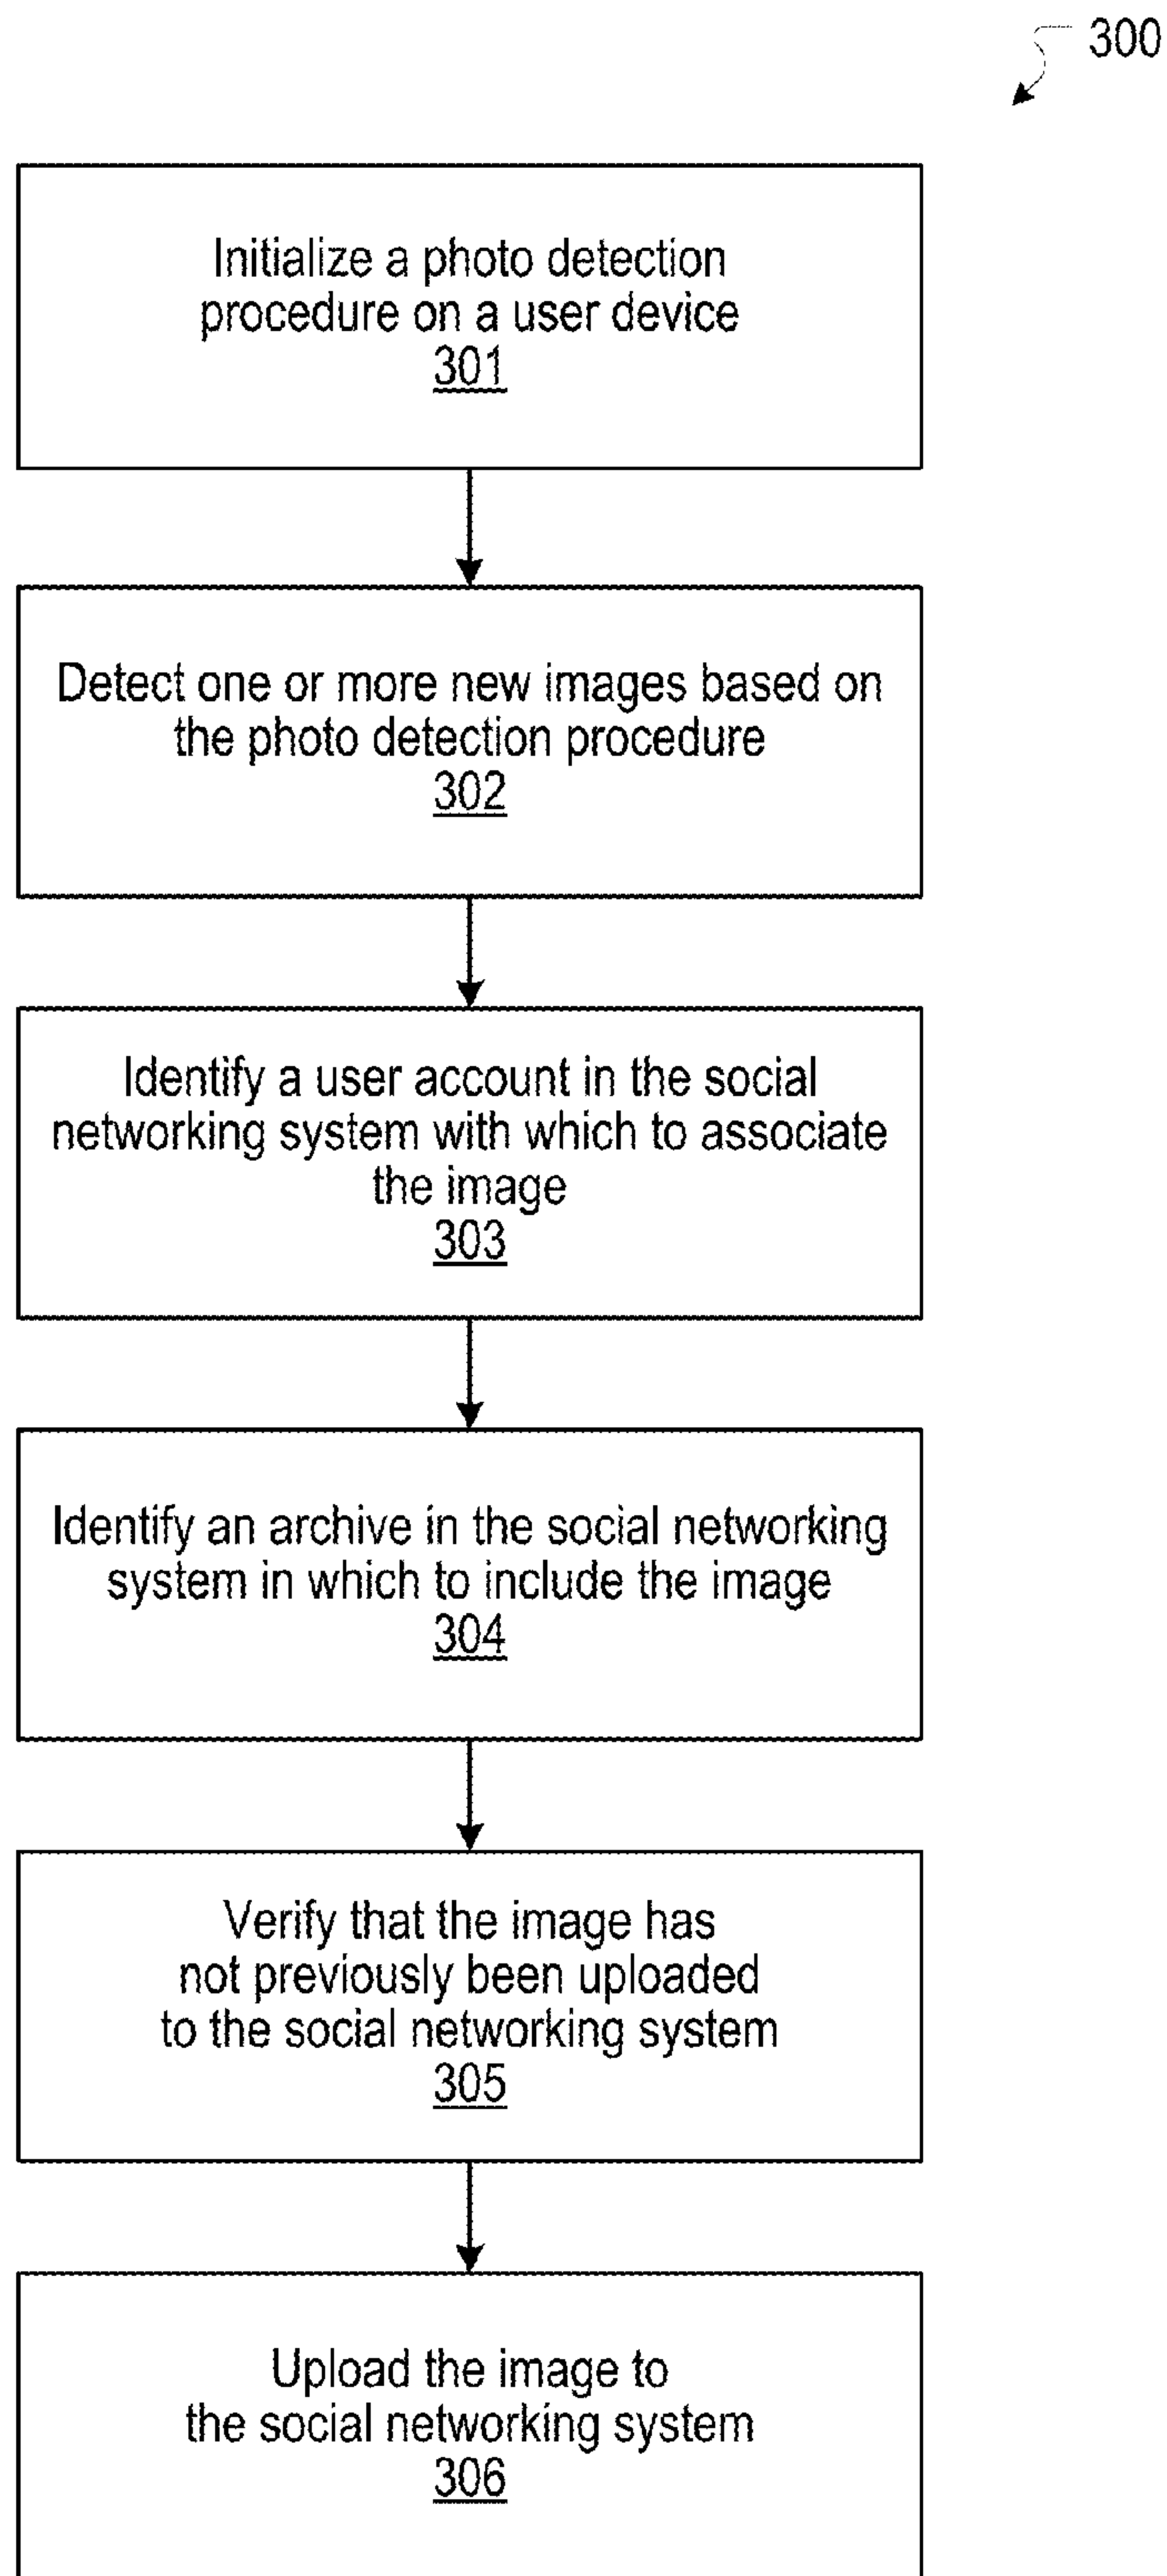 300
Initialize a photo detection
procedure on a user device
301
Detect one or more new images based on
the photo detection procedure
302
Identify a user account in the social
networking system with which to associate
the image
303
Identify an archive in the social networking
system in which to include the image
304
Verify that the image has
not previously been uploaded
to the social networking system
305
Upload the image to
the social networking system
306